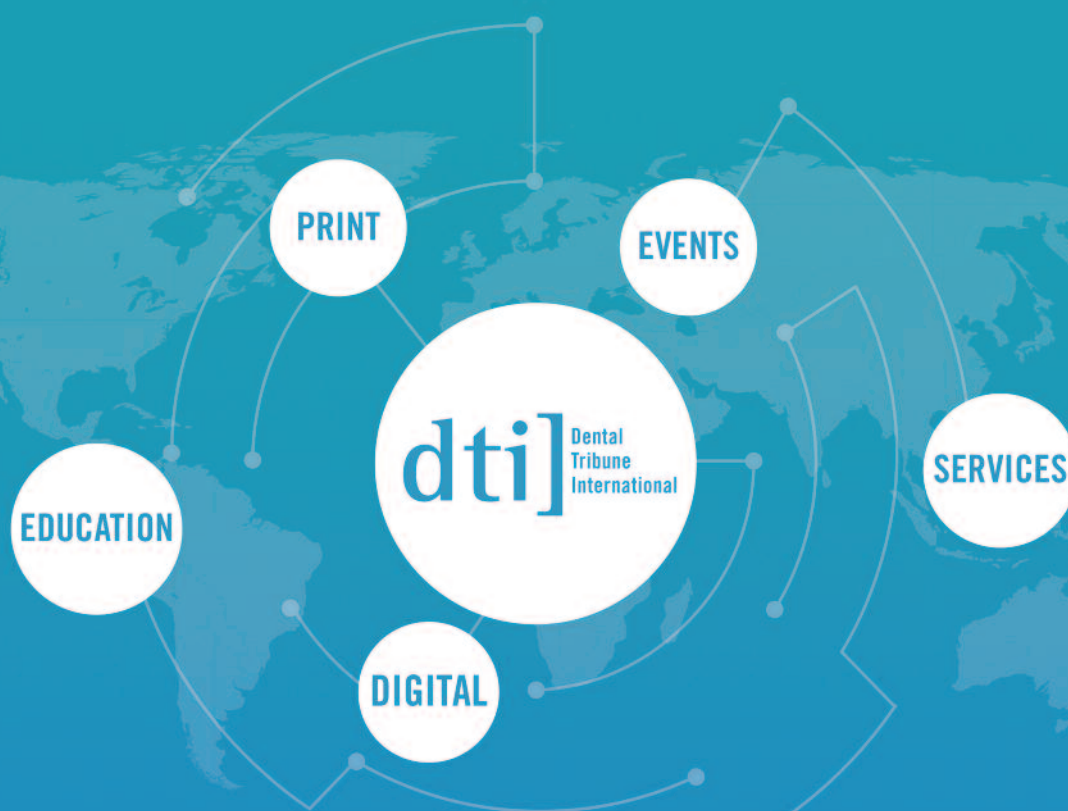 PRINT
EVENTS
dti]
Dental
Tribune
International
SERVICES
EDUCATION
DIGITAL